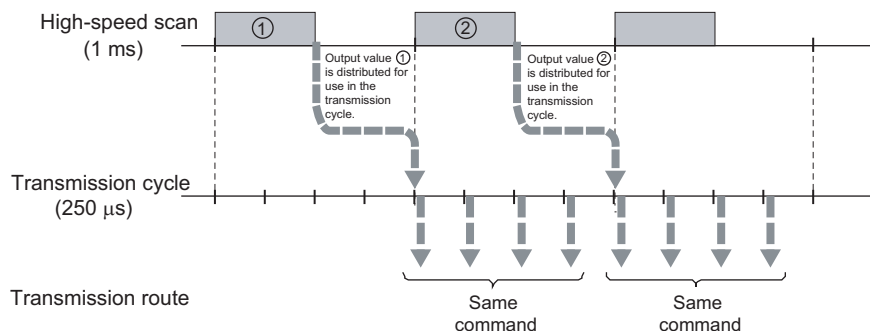 High-speed scan
(1 ms)
①
②
Output value ①
is distributed for
use in the
transmission
cycle.
Output value ②
is distributed for
use in the
transmission
cycle.
Transmission cycle
(250 μs)
Transmission route
Same
command
Same
command